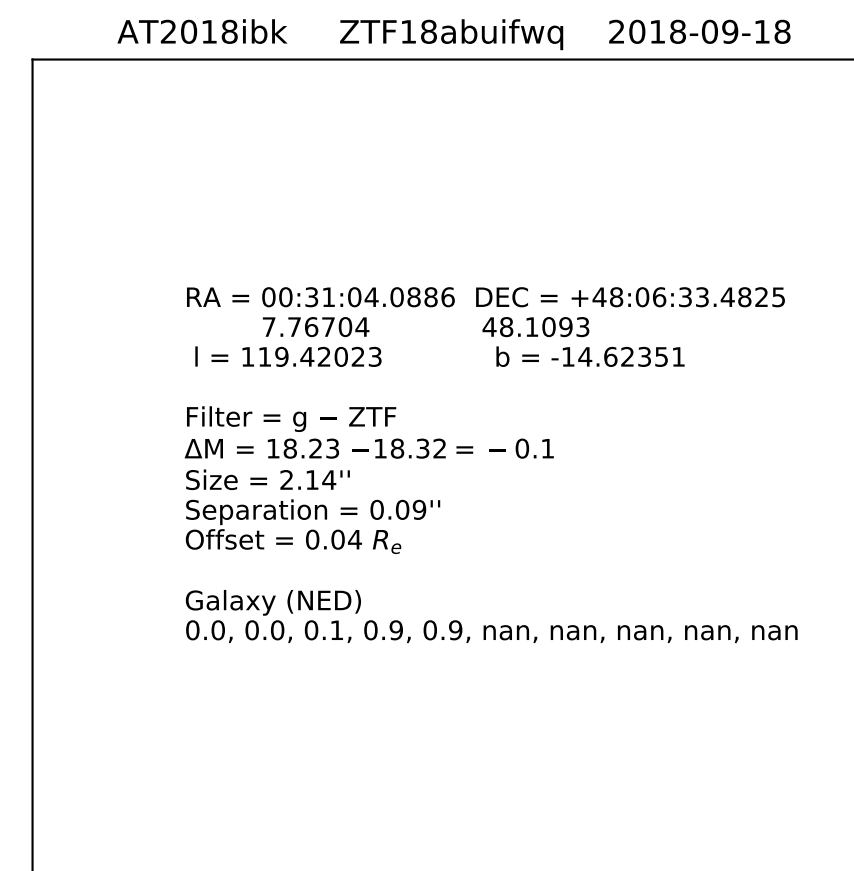 AT2018ibk ZTF18abuifwq 2018-09-18
RA = 00:31:04.0886 DEC = +48:06:33.4825
7.76704 48.1093
l = 119.42023 b = -14.62351
Filter = g − ZTF
ΔM = 18.23 −18.32 = − 0.1
Size = 2.14''
Separation = 0.09''
Offset = 0.04 Rₑ
Galaxy (NED)
0.0, 0.0, 0.1, 0.9, 0.9, nan, nan, nan, nan, nan